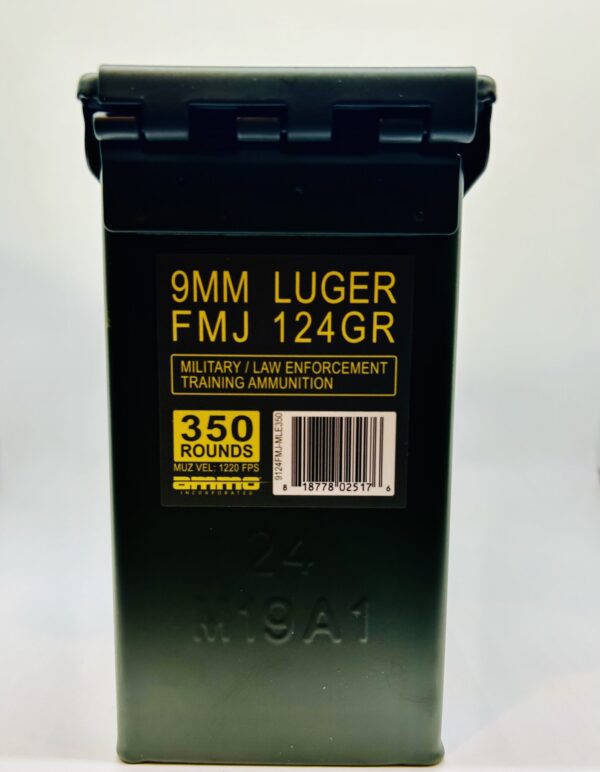 9MM LUGER
FMJ 124GR
MILITARY / LAW ENFORCEMENT
TRAINING AMMUNITION
350
ROUNDS
MUZ VEL: 1220 FPS
ammo
INCORPORATED
9124FMJ-MLE350
8 18778 02517 6
24
M19A1